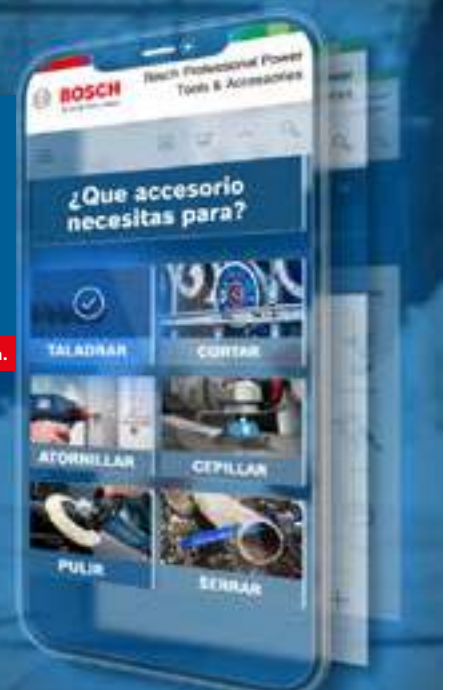 BOSCH
Bosch Professional Power
Tools & Accessories
¿Que accesorio
necesitas para?
TALADRAR
CORTAR
ATORNILLAR
CEPILLAR
PULIR
SERRAR